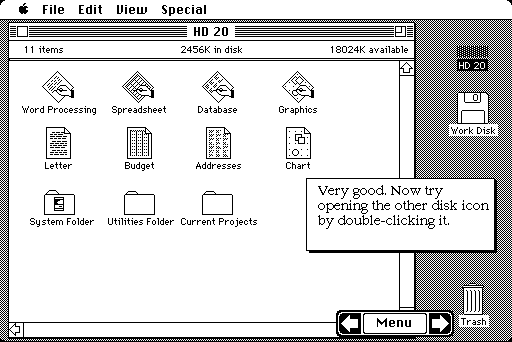 File Edit View Special
HD 20
11 items 2456K in disk 18024K available
HD 20
Word Processing Spreadsheet Database Graphics
Work Disk
Letter Budget Addresses Chart
Very good. Now try
opening the other disk icon
by double-clicking it.
System Folder Utilities Folder Current Projects
Menu
Trash